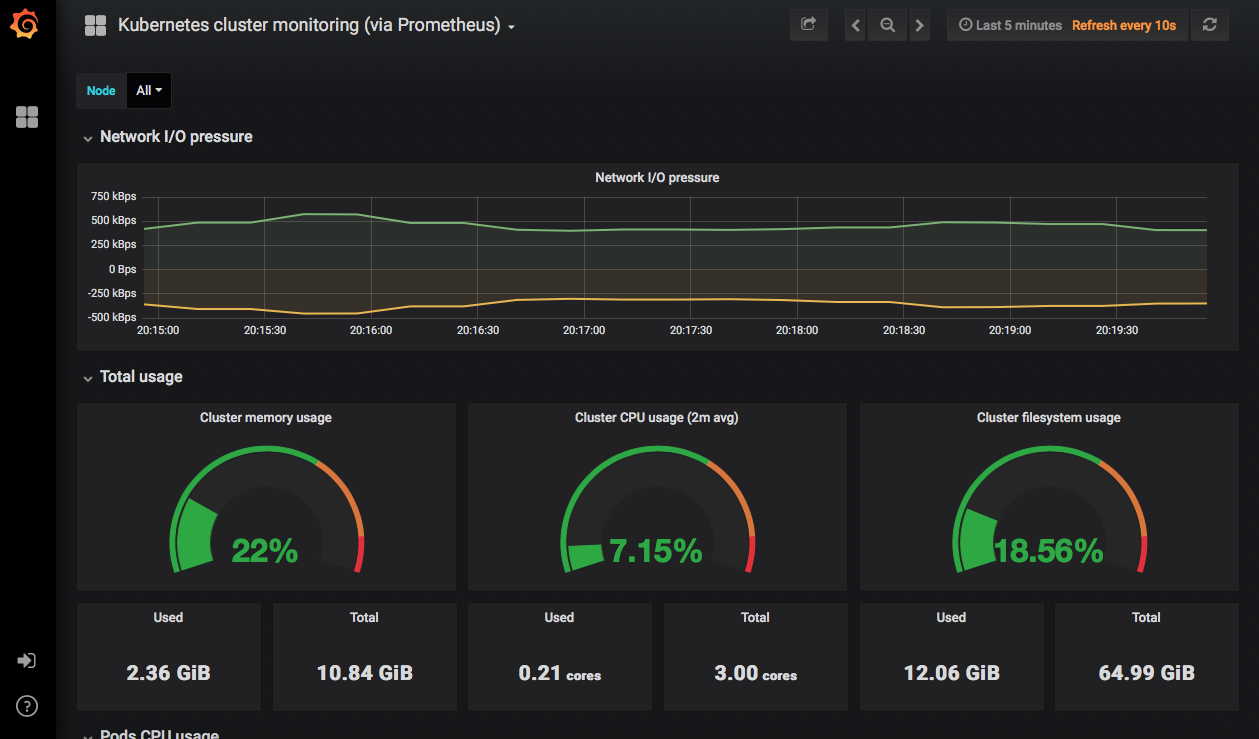 Kubernetes cluster monitoring (via Prometheus)
Last 5 minutes Refresh every 10s
Node All
Network I/O pressure
Network I/O pressure
750 kBps
500 kBps
250 kBps
0 Bps
-250 kBps
-500 kBps
20:15:00 20:15:30 20:16:00 20:16:30 20:17:00 20:17:30 20:18:00 20:18:30 20:19:00 20:19:30
Total usage
Cluster memory usage Cluster CPU usage (2m avg) Cluster filesystem usage
22% 7.15% 18.56%
Used Total Used Total Used Total
2.36 GiB 10.84 GiB 0.21 cores 3.00 cores 12.06 GiB 64.99 GiB
?
Pods CPU usage